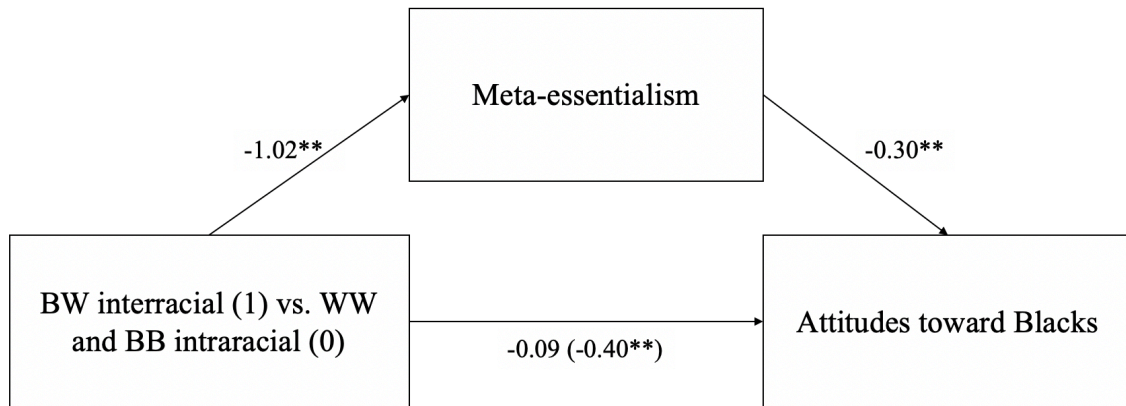 Meta-essentialism
-1.02**
-0.30**
BW interracial (1) vs. WW
and BB intraracial (0)
Attitudes toward Blacks
-0.09 (-0.40**)